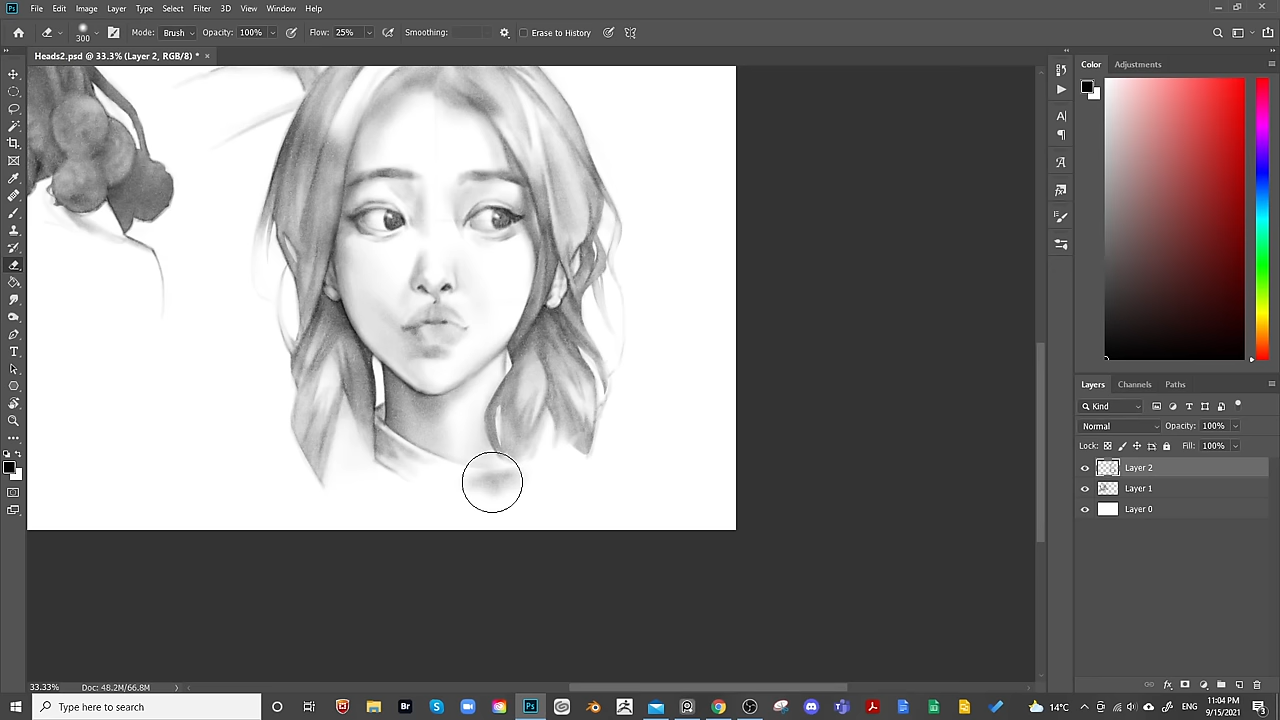 Ps File Edit Image Layer Type Select Filter 3D View Window Help
300 Mode: Brush Opacity: 100% Flow: 25% Smoothing: Erase to History
Heads2.psd @ 33.3% (Layer 2, RGB/8) * ×
Color Adjustments
Layers Channels Paths
Kind
Normal Opacity: 100%
Lock: Fill: 100%
Layer 2
Layer 1
Layer 0
33.33% Doc: 48.2M/66.8M
Type here to search
Br
Ps
14°C
ENG
11:04 PM
9/15/2021